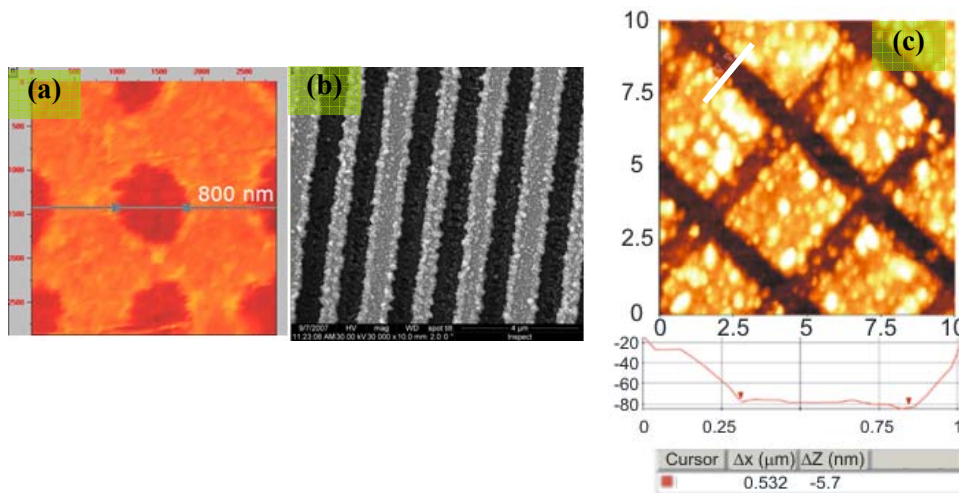 (a)
0 1000 1500 2000
500
1000
1500
2500
800 nm
(b)
9/7/2007 HV mag WD spot tilt 4 µm
11:23:08 AM 30.00 kV 30 000 x 10.0 mm 2.0 0 ° Inspect
(c)
10
7.5
5
2.5
0
0 2.5 5 7.5 10
-20
-40
-60
-80
0 0.25 0.75 1
Cursor Δx (µm) ΔZ (nm)
0.532 -5.7